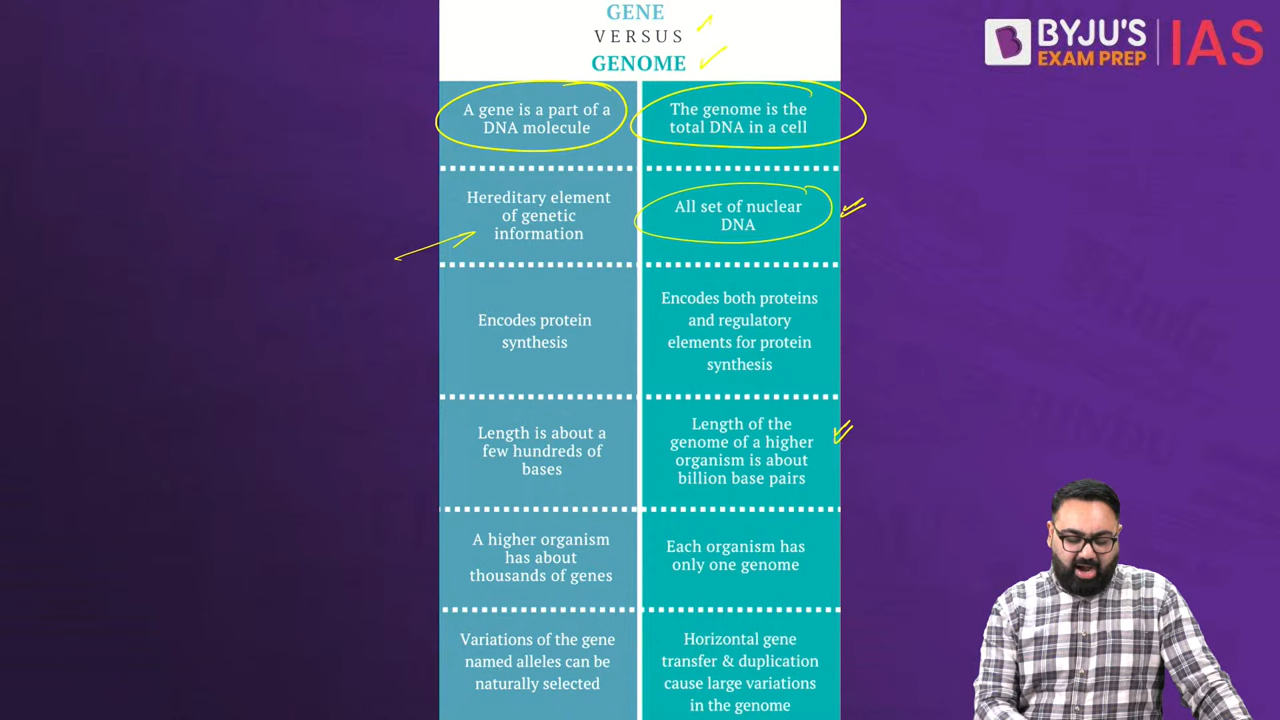 GENE
VERSUS
GENOME
BYJU'S
EXAM PREP
IAS
A gene is a part of a
DNA molecule
The genome is the
total DNA in a cell
Hereditary element
of genetic
information
All set of nuclear
DNA
Encodes protein
synthesis
Encodes both proteins
and regulatory
elements for protein
synthesis
Length is about a
few hundreds of
bases
Length of the
genome of a higher
organism is about
billion base pairs
A higher organism
has about
thousands of genes
Each organism has
only one genome
Variations of the gene
named alleles can be
naturally selected
Horizontal gene
transfer & duplication
cause large variations
in the genome